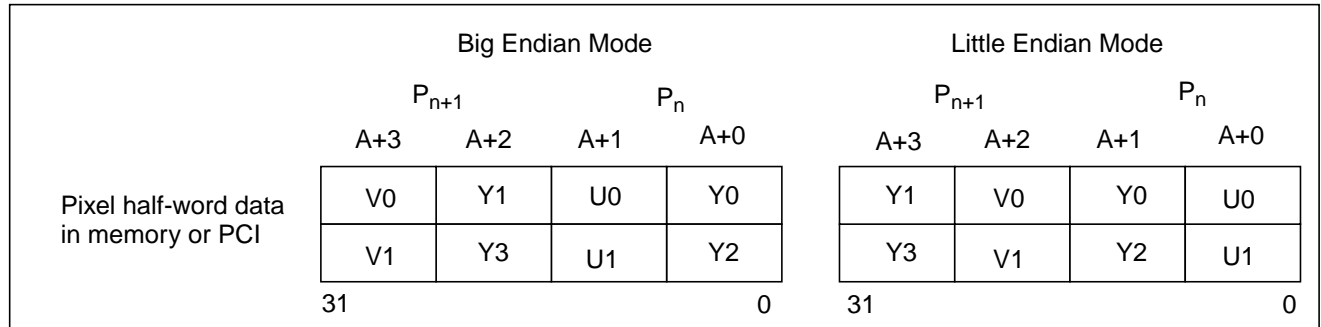 Big Endian Mode Little Endian Mode
Pn+1 Pn Pn+1 Pn
A+3 A+2 A+1 A+0 A+3 A+2 A+1 A+0
Pixel half-word data
in memory or PCI
V0 Y1 U0 Y0 Y1 V0 Y0 U0
V1 Y3 U1 Y2 Y3 V1 Y2 U1
31 0 31 0